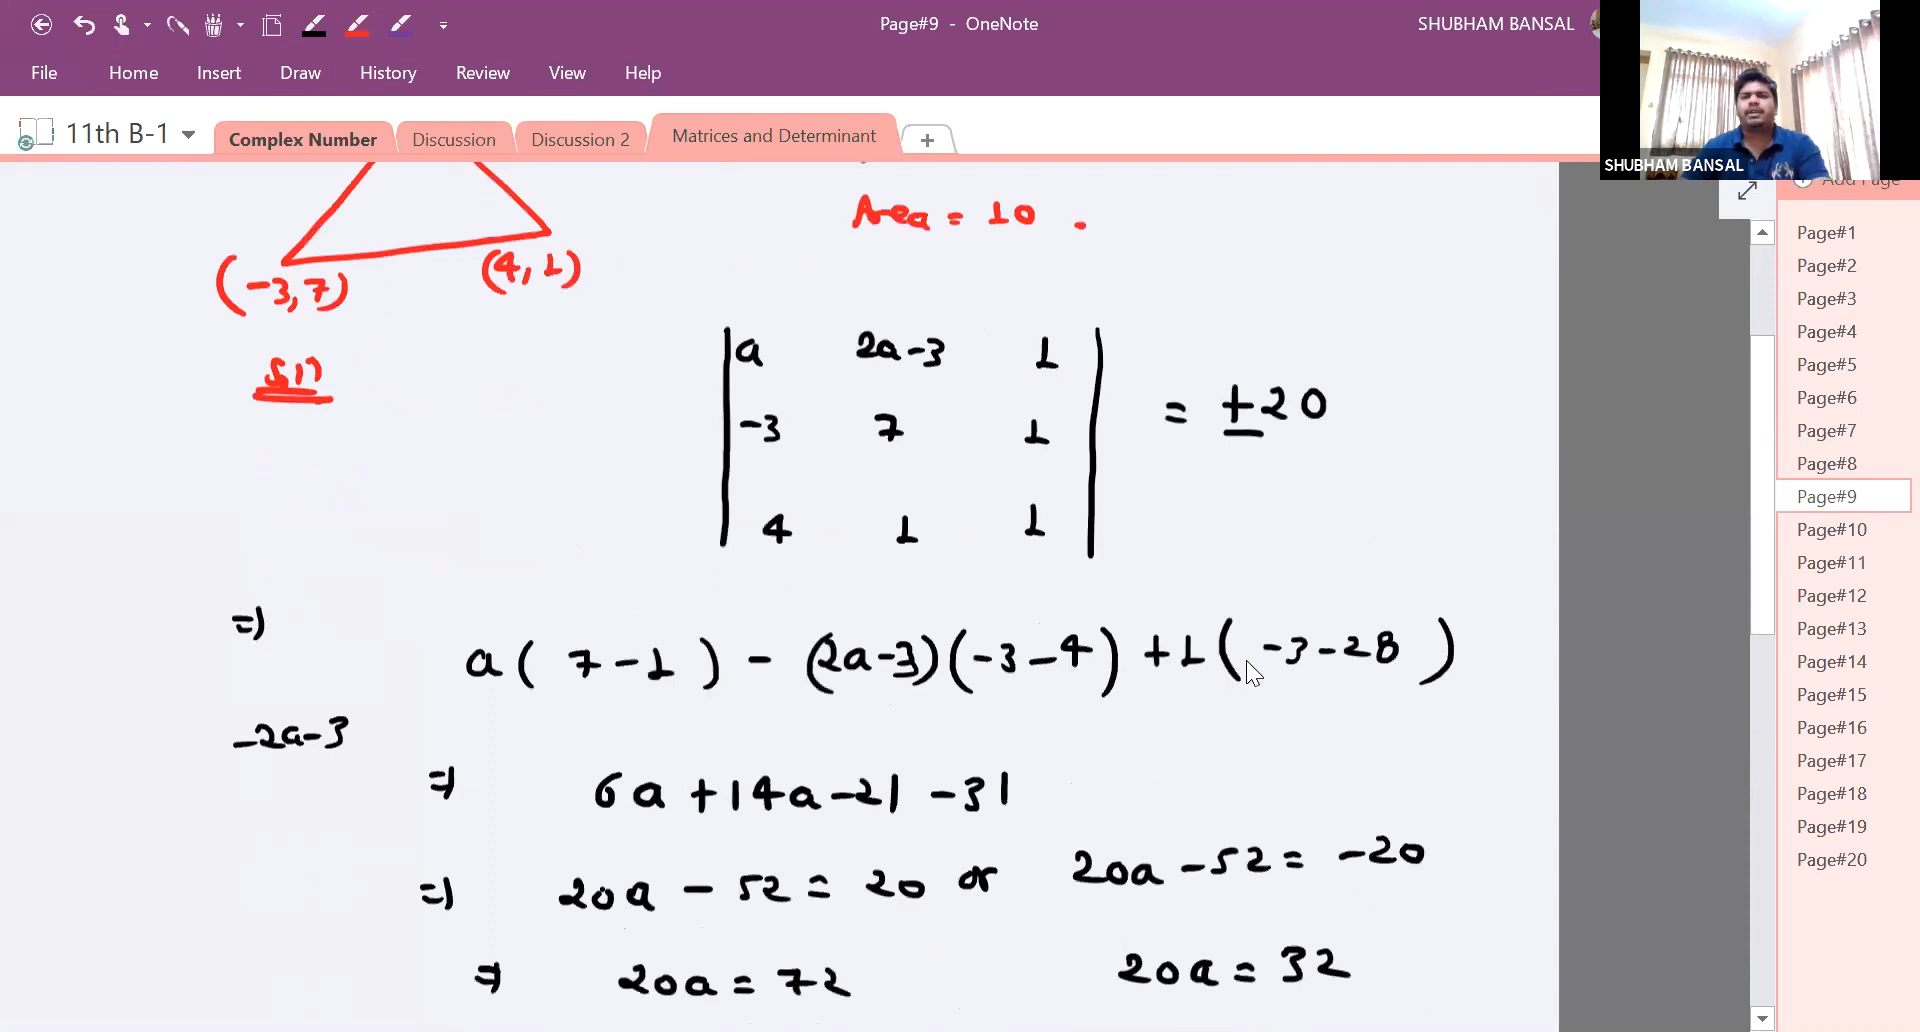 Page#9 - OneNote
SHUBHAM BANSAL
File Home Insert Draw History Review View Help
11th B-1
Complex Number
Discussion
Discussion 2
Matrices and Determinant
SHUBHAM BANSAL
Add Page
Page#1
Page#2
Page#3
Page#4
Page#5
Page#6
Page#7
Page#8
Page#9
Page#10
Page#11
Page#12
Page#13
Page#14
Page#15
Page#16
Page#17
Page#18
Page#19
Page#20
Area = 10 .
(-3,7) (4,1)
a 2a-3 1
-3 7 1 = ±20
4 1 1
=> a(7-1) - (2a-3)(-3-4) +1(-3-28)
-2a-3
=> 6a +14a-21 -31
=> 20a - 52 = 20 or 20a -52 = -20
=> 20a = 72 20a = 32